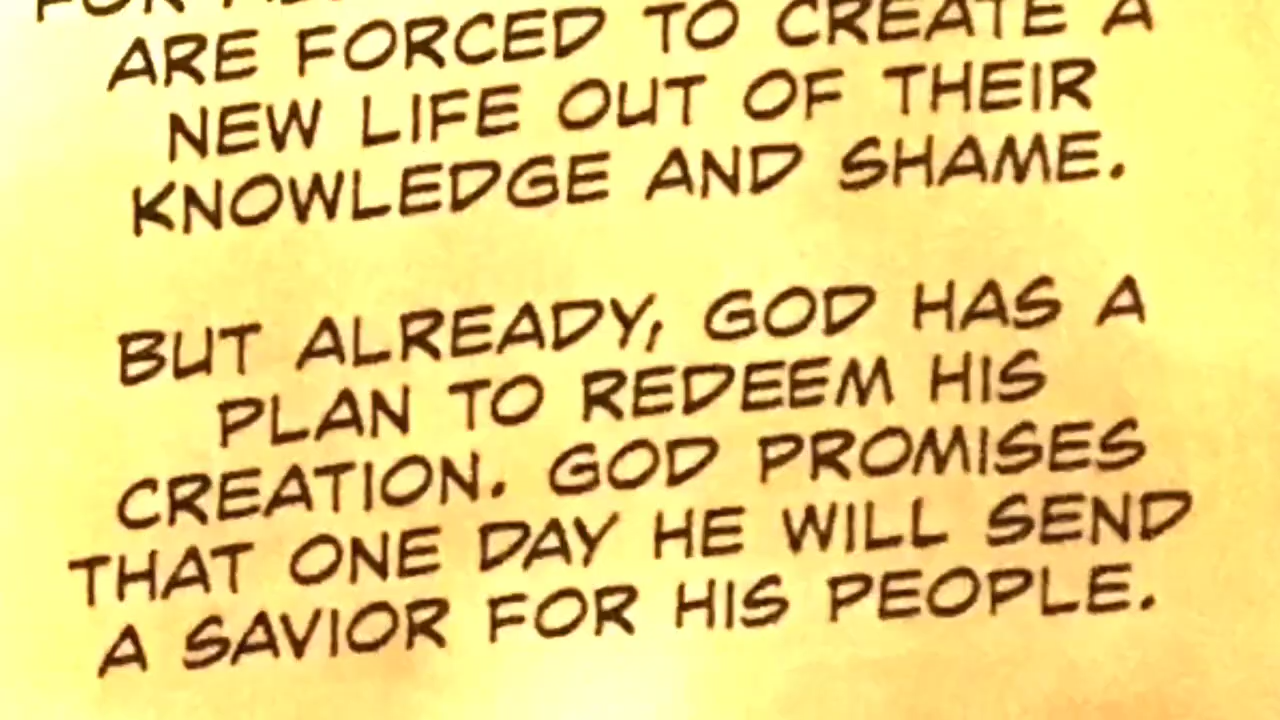 FOR
ARE FORCED TO CREATE A
NEW LIFE OUT OF THEIR
KNOWLEDGE AND SHAME.
BUT ALREADY, GOD HAS A
PLAN TO REDEEM HIS
CREATION. GOD PROMISES
THAT ONE DAY HE WILL SEND
A SAVIOR FOR HIS PEOPLE.